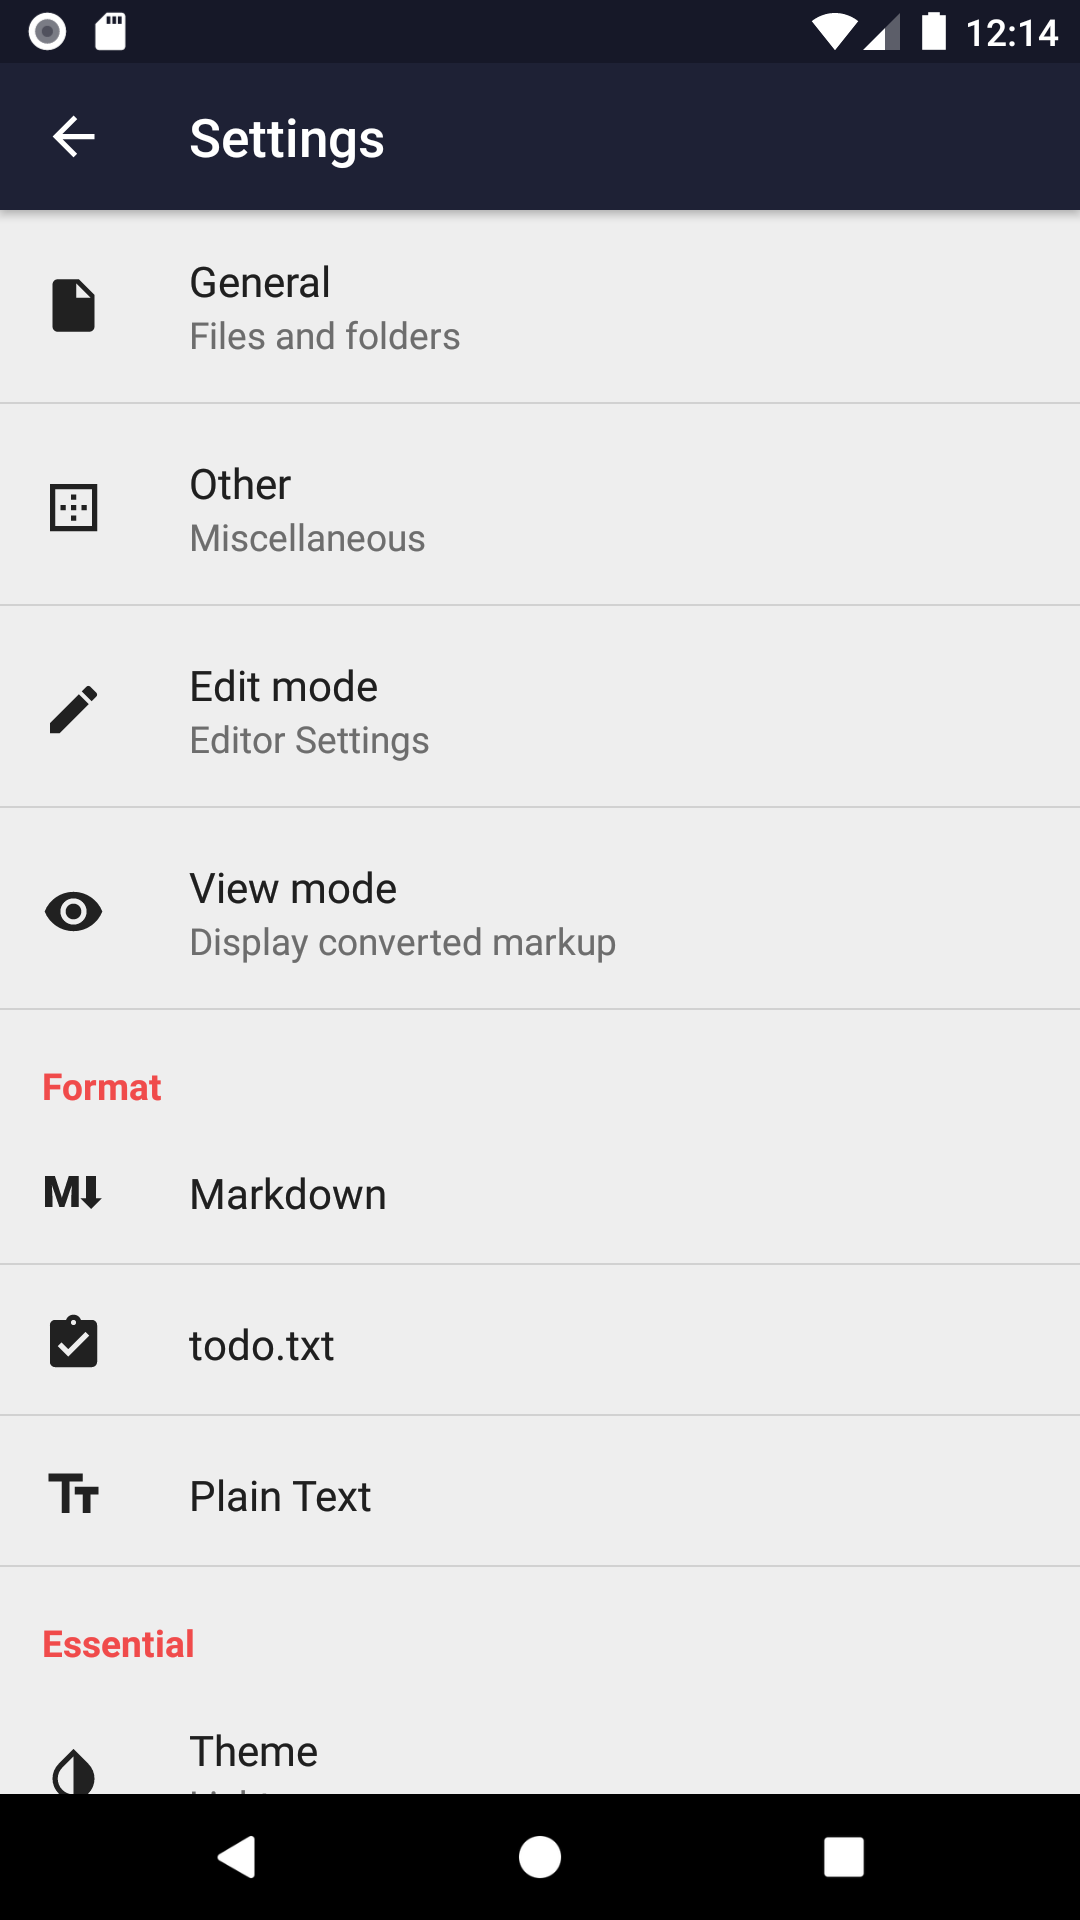 12:14
Settings
General
Files and folders
Other
Miscellaneous
Edit mode
Editor Settings
View mode
Display converted markup
Format
M
Markdown
todo.txt
TT
Plain Text
Essential
Theme